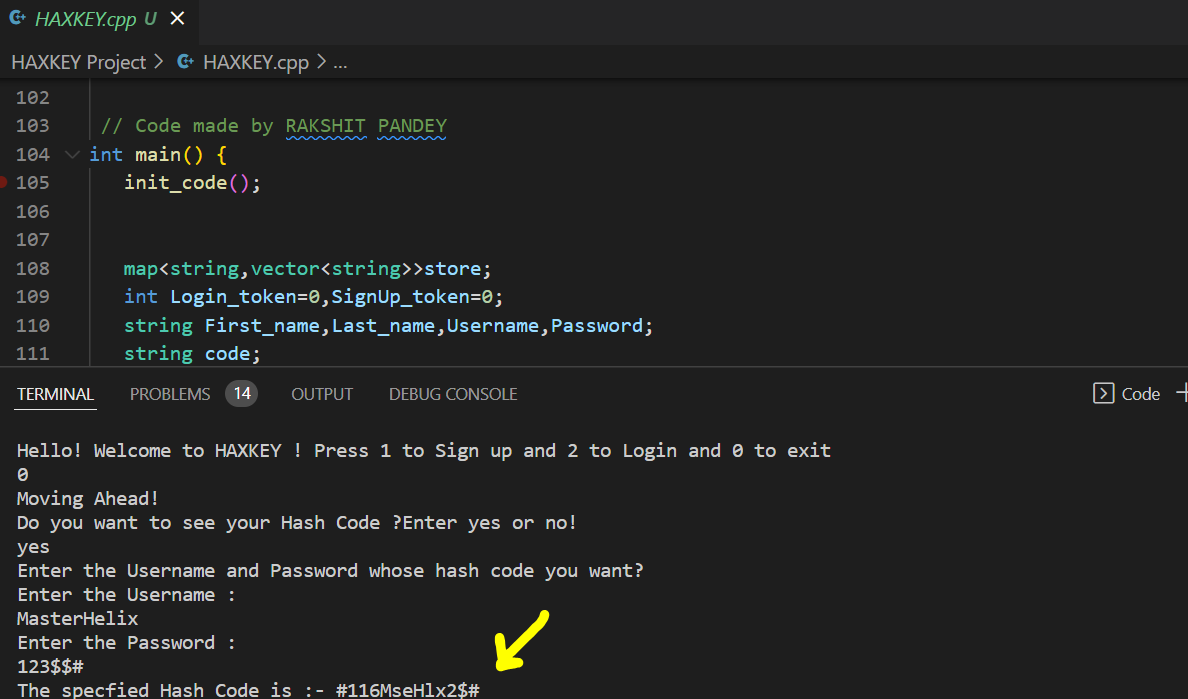 HAXKEY.cpp U
HAXKEY Project > HAXKEY.cpp > ...
102
103 // Code made by RAKSHIT PANDEY
104 int main() {
105 init_code();
106
107
108 map<string,vector<string>>store;
109 int Login_token=0,SignUp_token=0;
110 string First_name,Last_name,Username,Password;
111 string code;
TERMINAL PROBLEMS 14 OUTPUT DEBUG CONSOLE Code
Hello! Welcome to HAXKEY ! Press 1 to Sign up and 2 to Login and 0 to exit
0
Moving Ahead!
Do you want to see your Hash Code ?Enter yes or no!
yes
Enter the Username and Password whose hash code you want?
Enter the Username :
MasterHelix
Enter the Password :
123$$#
The specfied Hash Code is :- #116MseHlx2$#